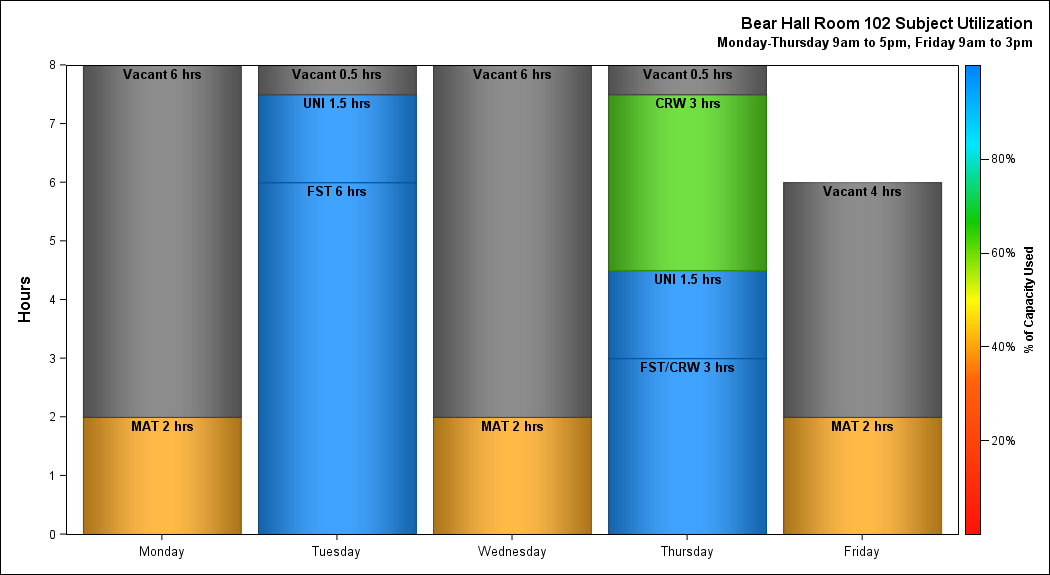 Bear Hall Room 102 Subject Utilization
Monday-Thursday 9am to 5pm, Friday 9am to 3pm
Hours
8
7
6
5
4
3
2
1
0
Vacant 6 hrs
MAT 2 hrs
Vacant 0.5 hrs
UNI 1.5 hrs
FST 6 hrs
Vacant 6 hrs
MAT 2 hrs
Vacant 0.5 hrs
CRW 3 hrs
UNI 1.5 hrs
FST/CRW 3 hrs
Vacant 4 hrs
MAT 2 hrs
Monday
Tuesday
Wednesday
Thursday
Friday
80%
60%
40%
20%
% of Capacity Used